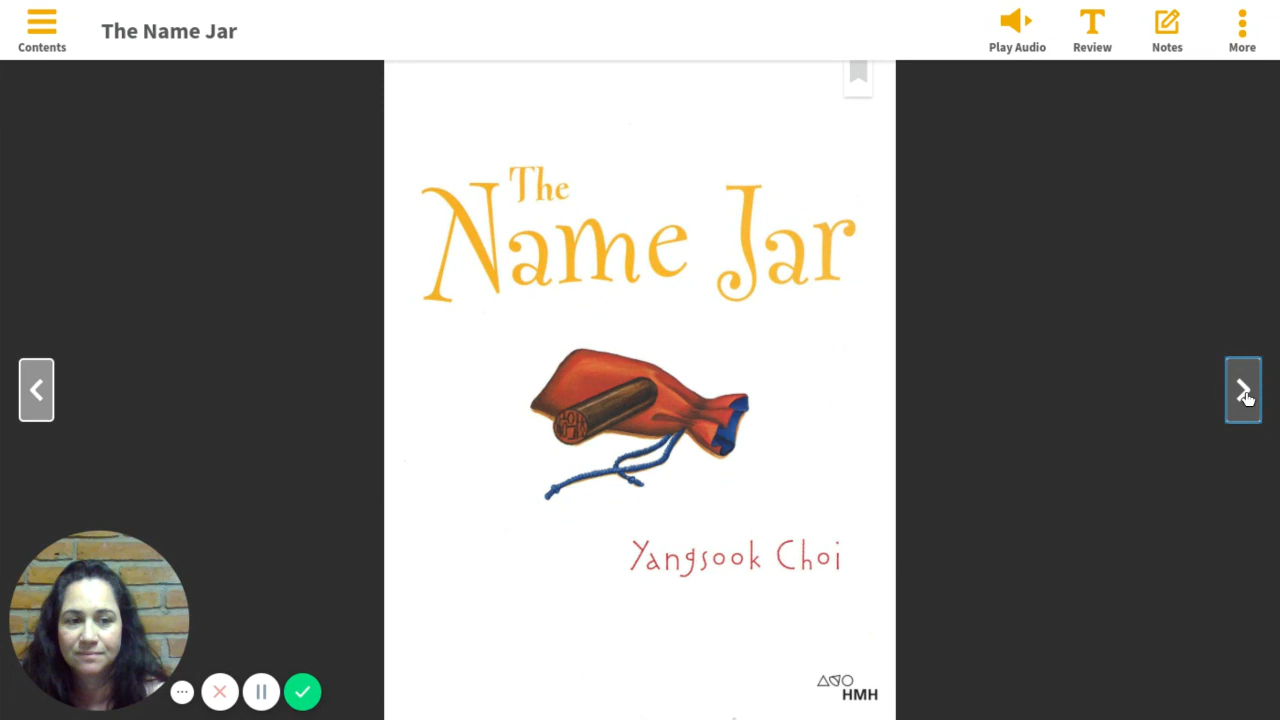 The Name Jar
Contents
Play Audio
Review
Notes
More
The
Name Jar
Yangsook Choi
HMH